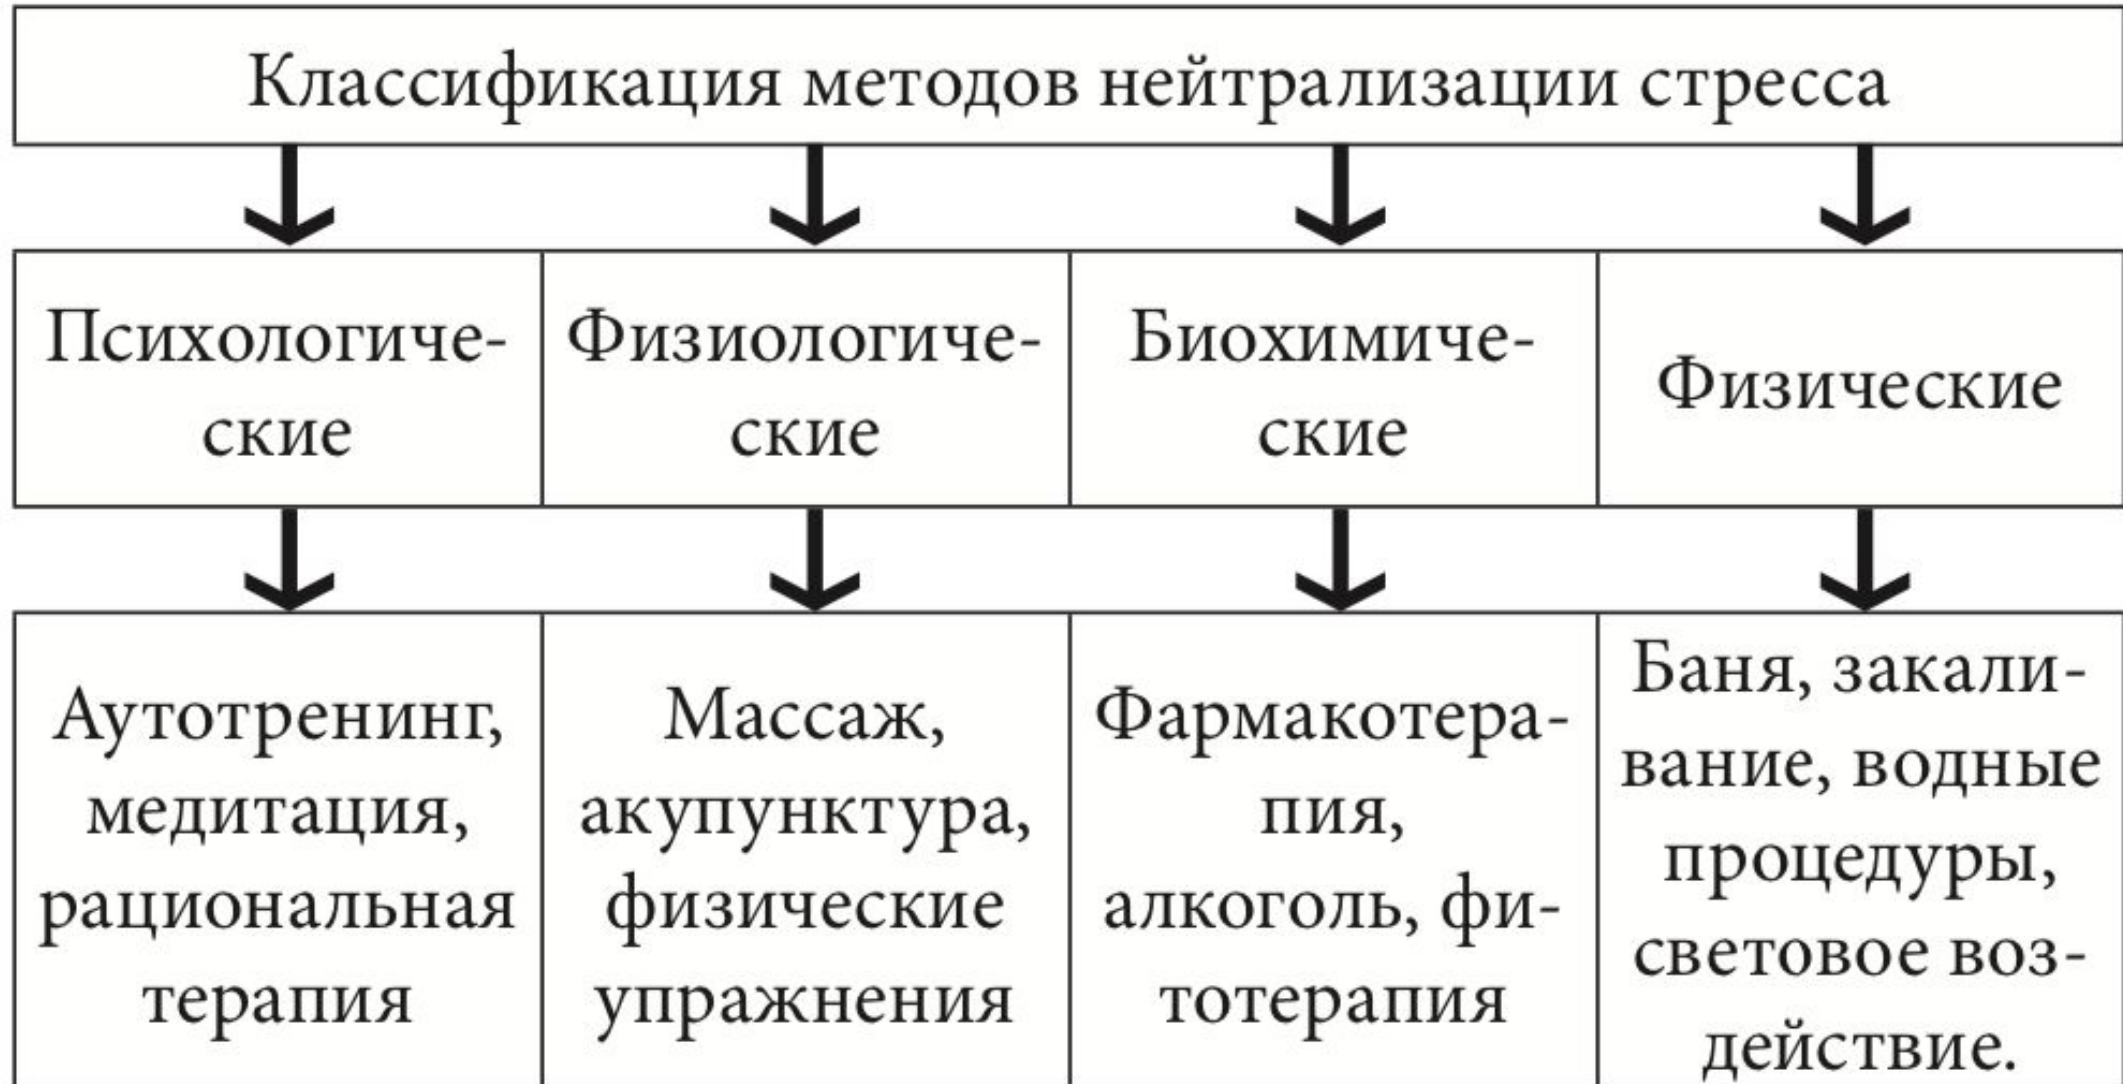 Классификация методов нейтрализации стресса
Психологиче-
ские
Физиологиче-
ские
Биохимиче-
ские
Физические
Аутотренинг,
медитация,
рациональная
терапия
Массаж,
акупунктура,
физические
упражнения
Фармакотера-
пия,
алкоголь, фи-
тотерапия
Баня, закали-
вание, водные
процедуры,
световое воз-
действие.